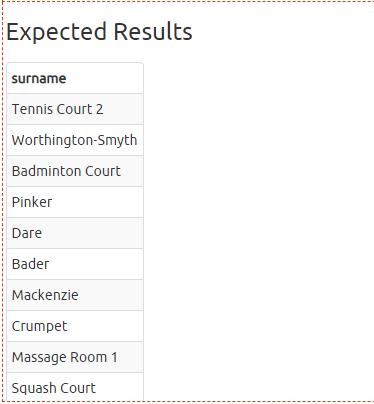 Expected Results
surname
Tennis Court 2
Worthington-Smyth
Badminton Court
Pinker
Dare
Bader
Mackenzie
Crumpet
Massage Room 1
Squash Court